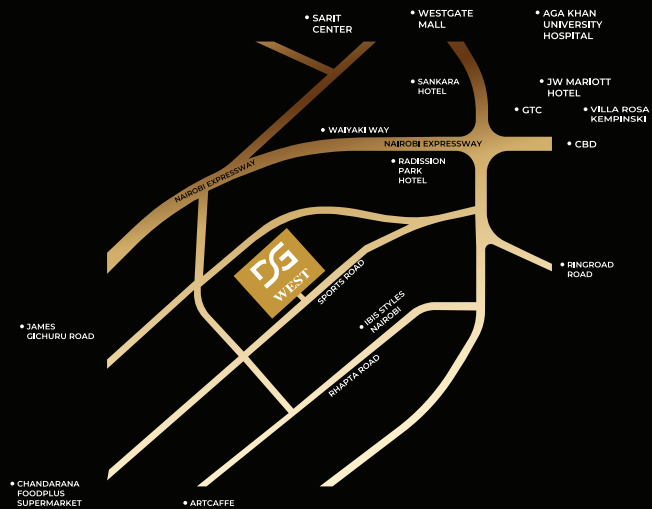 SARIT
CENTER
WESTGATE
MALL
AGA KHAN
UNIVERSITY
HOSPITAL
SANKARA
HOTEL
JW MARIOTT
HOTEL
GTC
VILLA ROSA
KEMPINSKI
WAIYAKI WAY
NAIROBI EXPRESSWAY
CBD
RADISSION
PARK
HOTEL
NAIROBI EXPRESSWAY
DSG
WEST
SPORTS ROAD
RINGROAD
ROAD
IBIS STYLES
NAIROBI
JAMES
GICHURU ROAD
RHAPTA ROAD
CHANDARANA
FOODPLUS
SUPERMARKET
ARTCAFFE